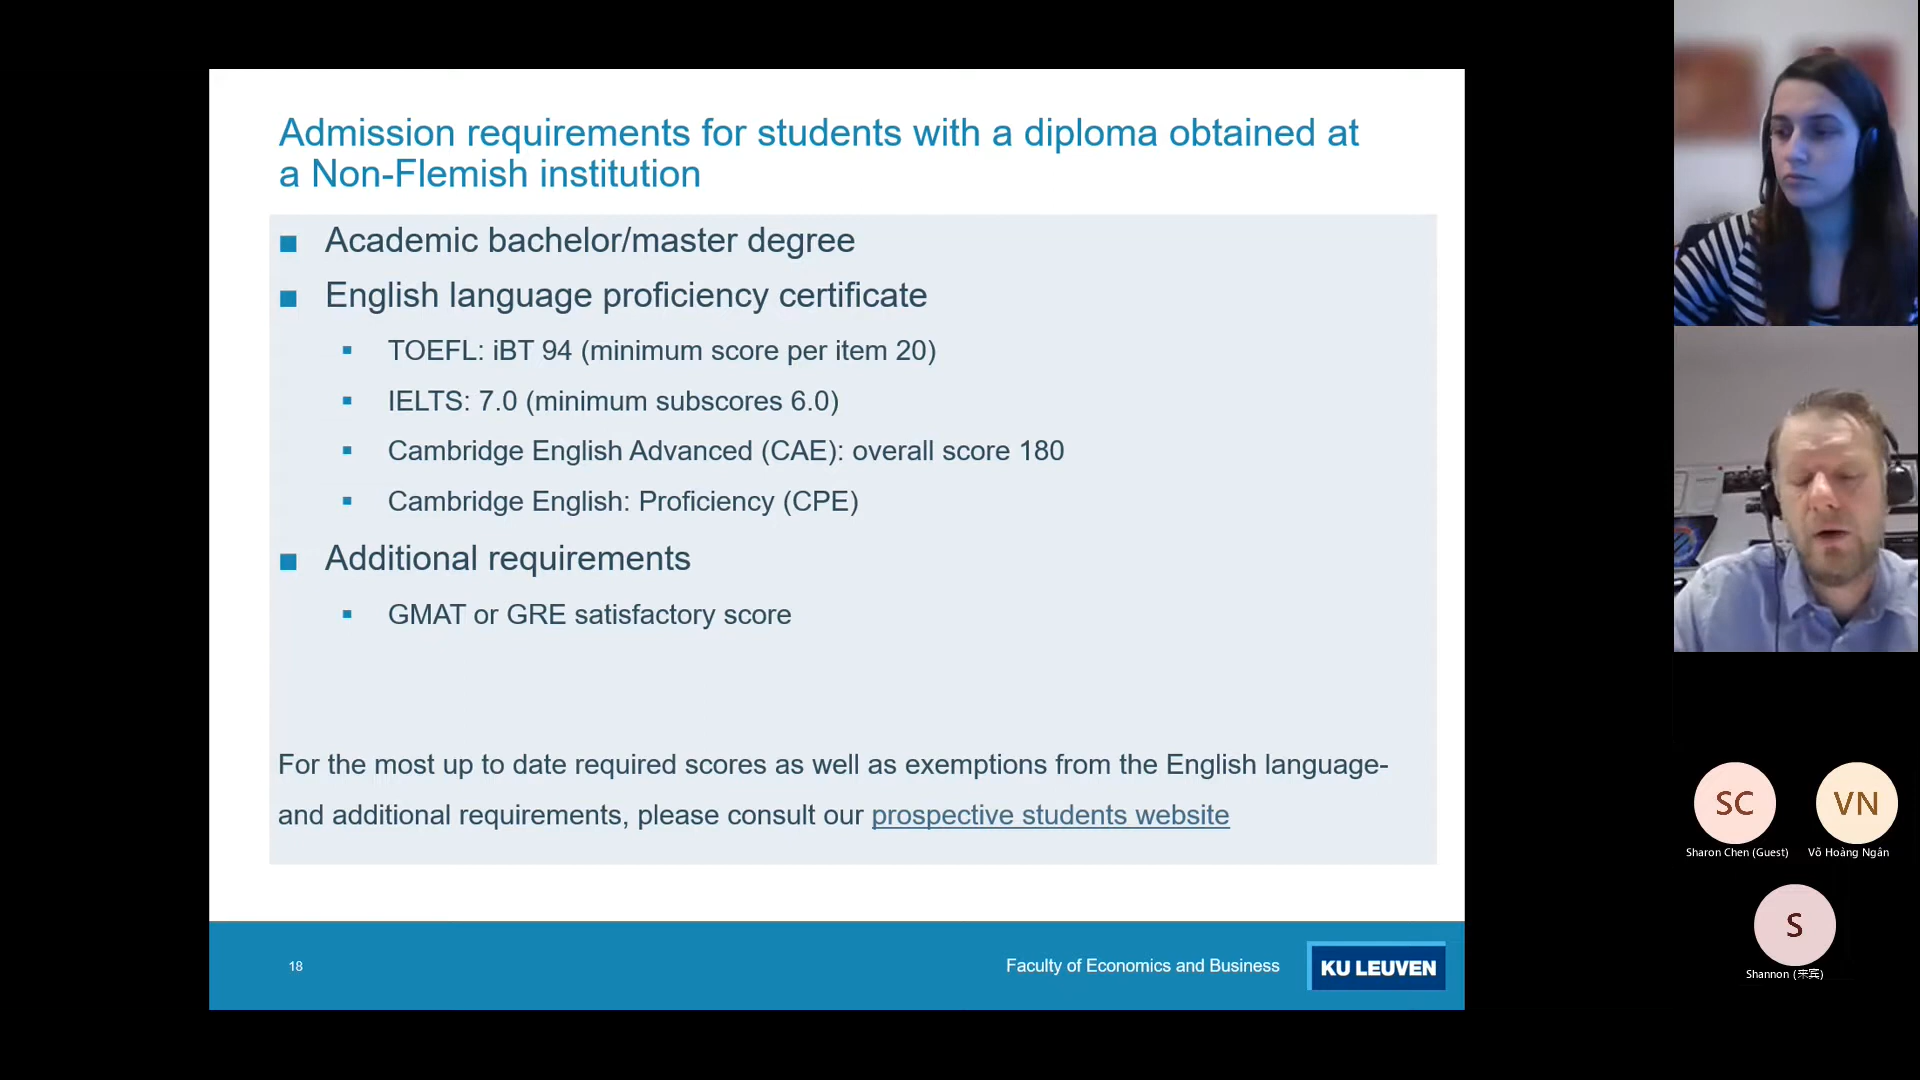 Admission requirements for students with a diploma obtained at
a Non-Flemish institution
Academic bachelor/master degree
English language proficiency certificate
TOEFL: iBT 94 (minimum score per item 20)
IELTS: 7.0 (minimum subscores 6.0)
Cambridge English Advanced (CAE): overall score 180
Cambridge English: Proficiency (CPE)
Additional requirements
GMAT or GRE satisfactory score
For the most up to date required scores as well as exemptions from the English language-
and additional requirements, please consult our prospective students website
18
Faculty of Economics and Business
KU LEUVEN
SC
VN
Sharon Chen (Guest)
Võ Hoàng Ngân
S
Shannon (来宾)